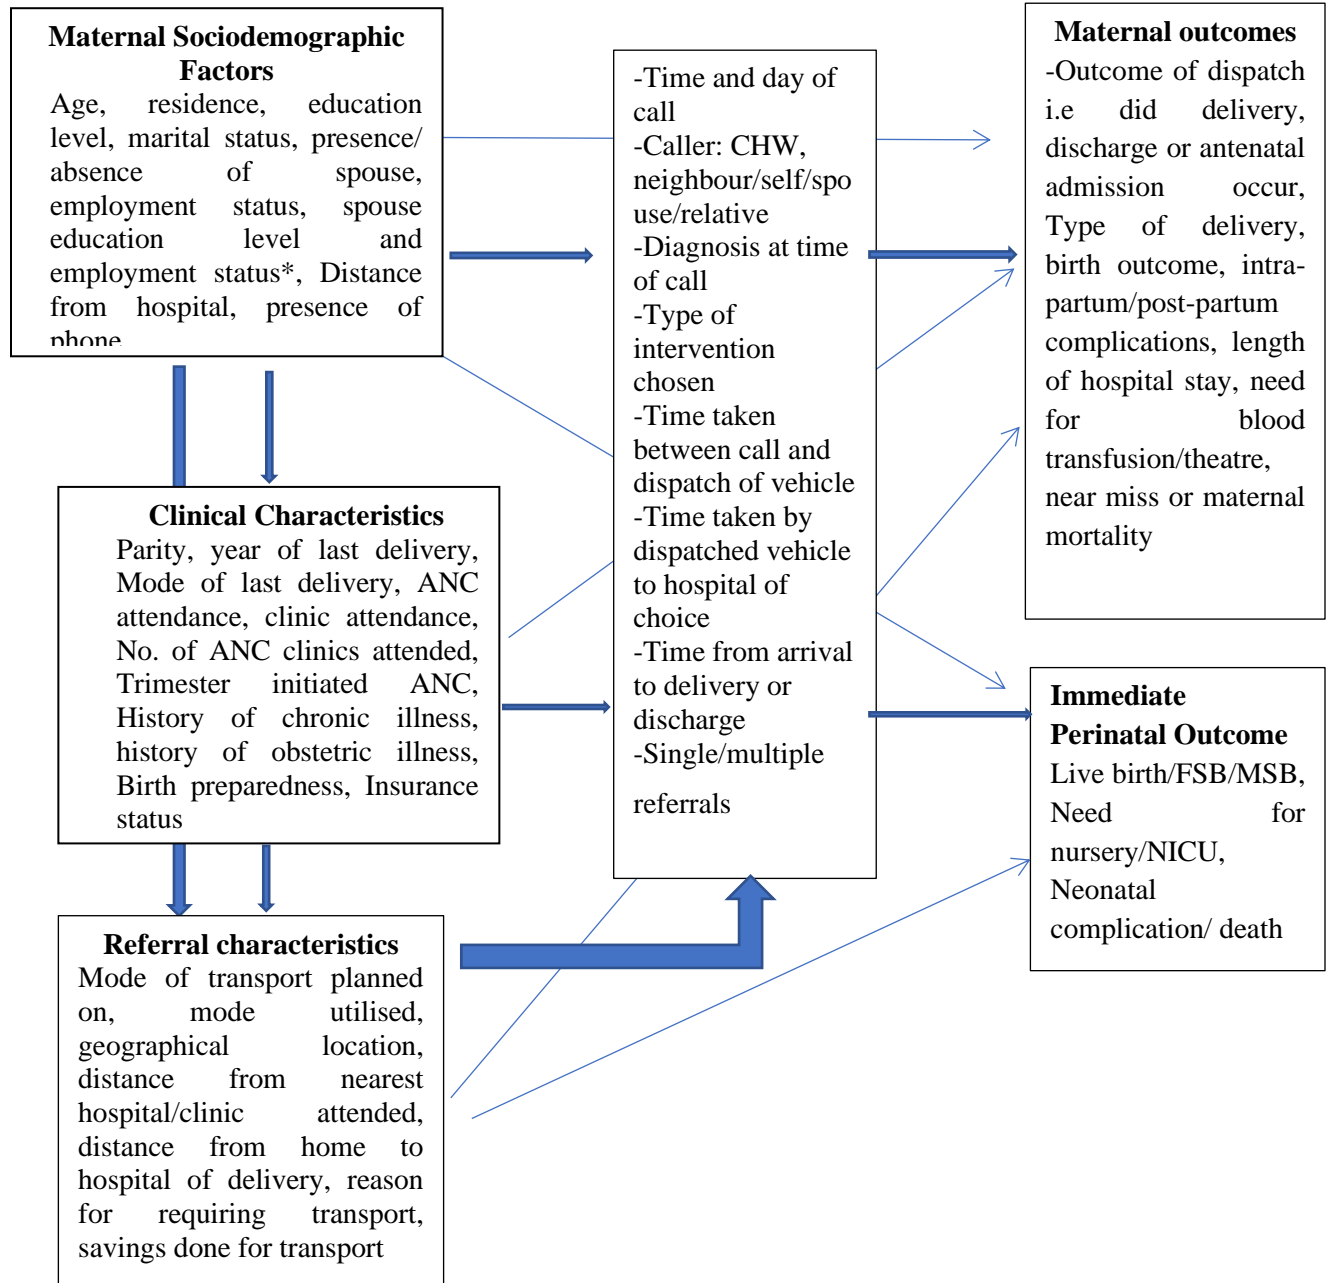 Maternal Sociodemographic
Factors
Age, residence, education
level, marital status, presence/
absence of spouse,
employment status, spouse
education level and
employment status*, Distance
from hospital, presence of
phone
Clinical Characteristics
Parity, year of last delivery,
Mode of last delivery, ANC
attendance, clinic attendance,
No. of ANC clinics attended,
Trimester initiated ANC,
History of chronic illness,
history of obstetric illness,
Birth preparedness, Insurance
status
Referral characteristics
Mode of transport planned
on, mode utilised,
geographical location,
distance from nearest
hospital/clinic attended,
distance from home to
hospital of delivery, reason
for requiring transport,
savings done for transport
-Time and day of
call
-Caller: CHW,
neighbour/self/spo
use/relative
-Diagnosis at time
of call
-Type of
intervention
chosen
-Time taken
between call and
dispatch of vehicle
-Time taken by
dispatched vehicle
to hospital of
choice
-Time from arrival
to delivery or
discharge
-Single/multiple
referrals
Maternal outcomes
-Outcome of dispatch
i.e did delivery,
discharge or antenatal
admission occur,
Type of delivery,
birth outcome, intra-
partum/post-partum
complications, length
of hospital stay, need
for blood
transfusion/theatre,
near miss or maternal
mortality
Immediate
Perinatal Outcome
Live birth/FSB/MSB,
Need for
nursery/NICU,
Neonatal
complication/ death